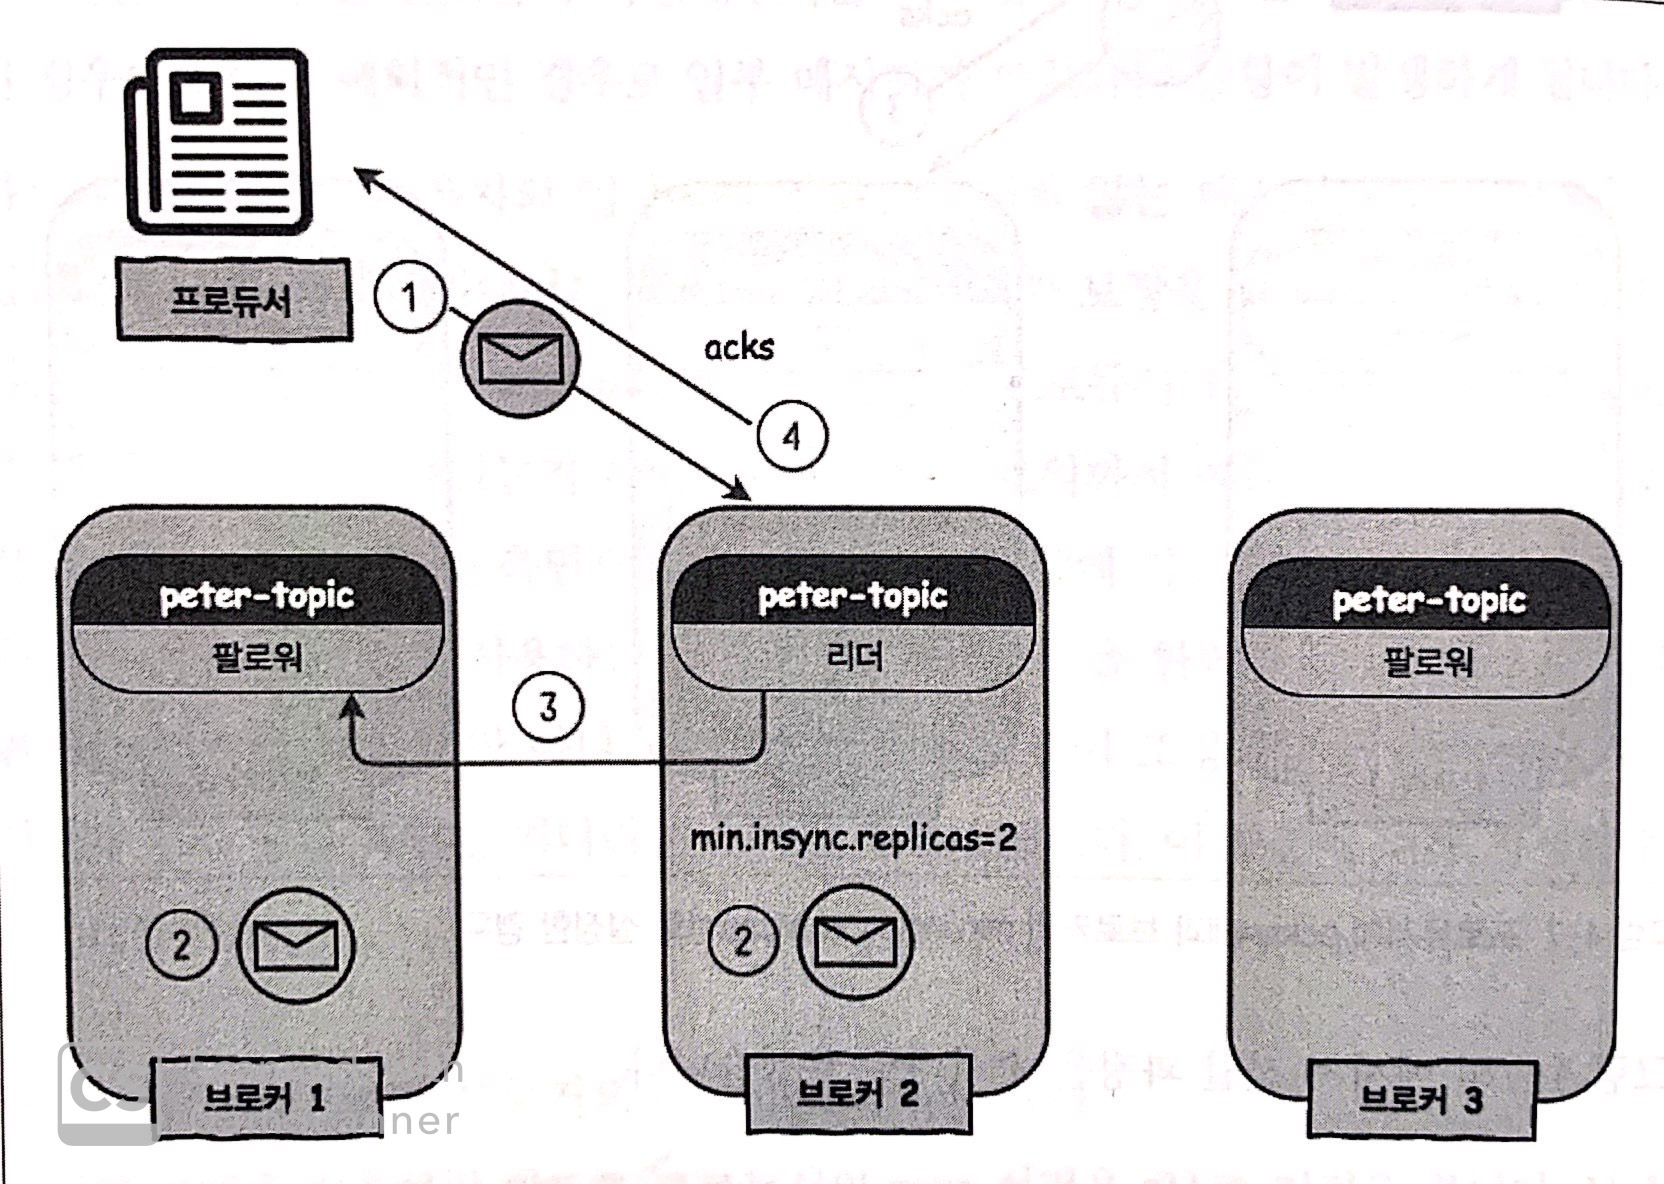 프로듀서
1
acks
4
peter-topic
팔로워
peter-topic
리더
peter-topic
팔로워
3
min.insync.replicas=2
2
2
브로커 1
브로커 2
브로커 3
CS
ner